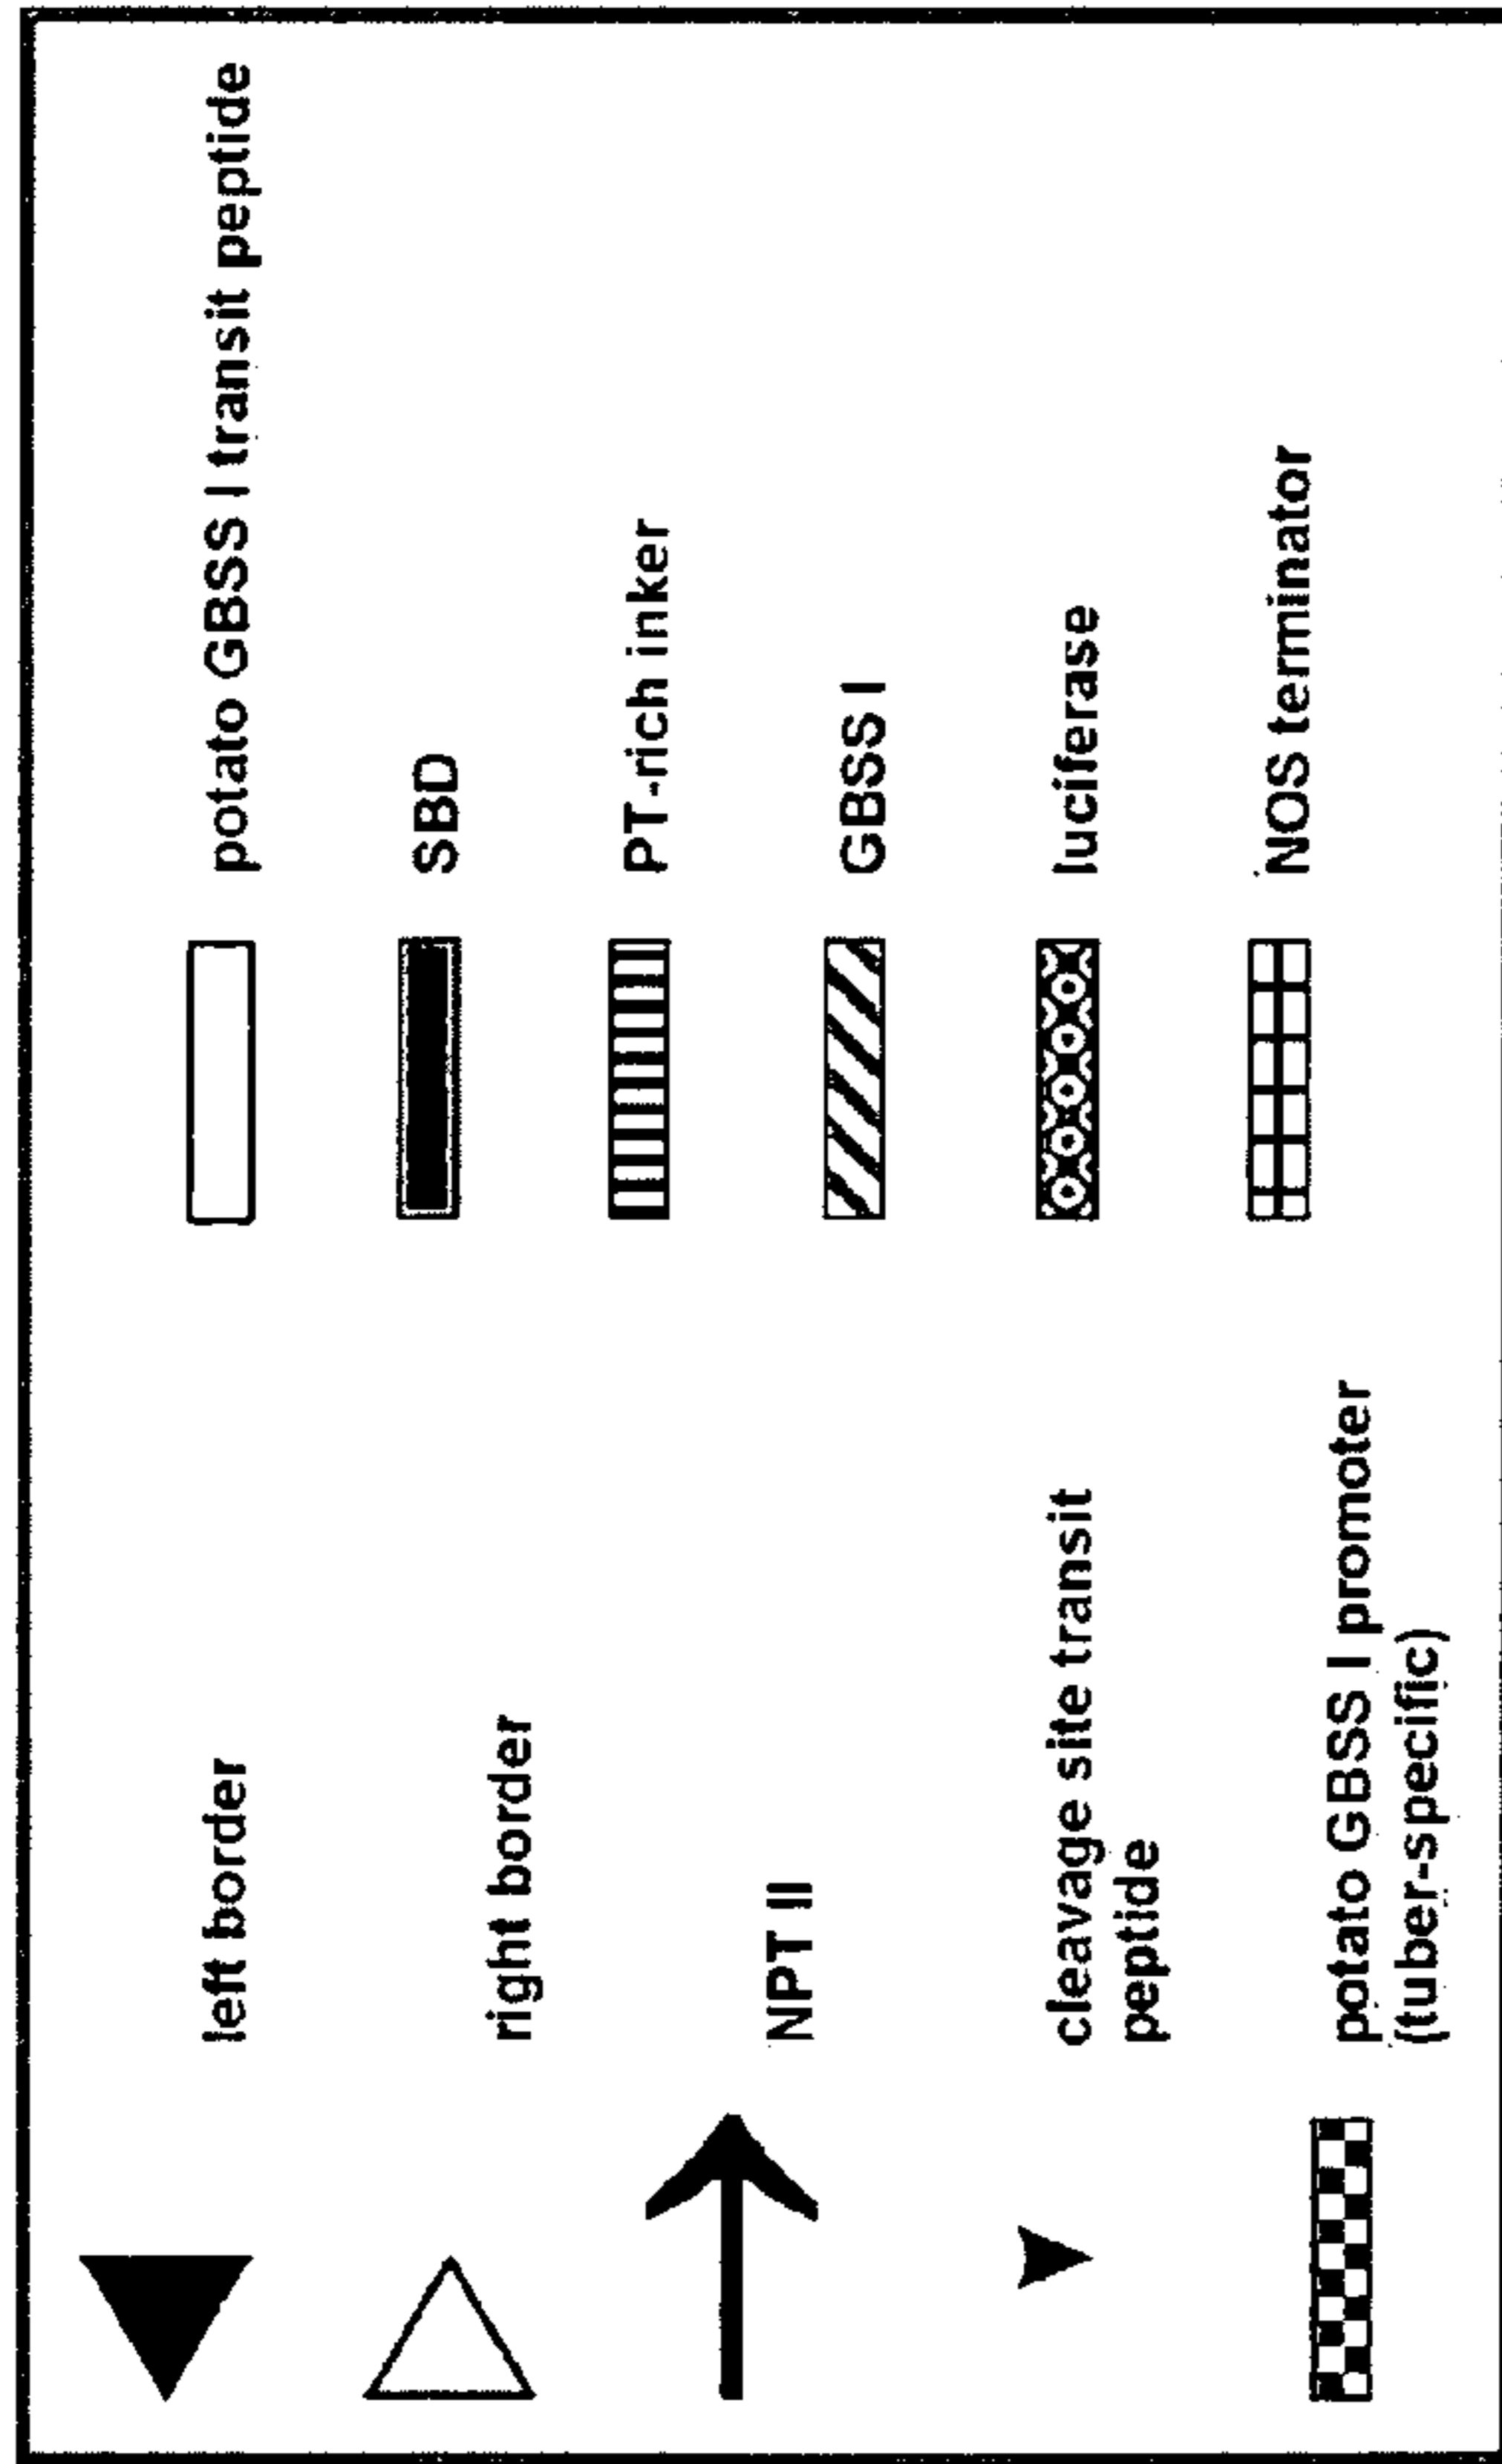 left border
right border
NPT II
cleavage site transit
peptide
potato GBSS I promoter
(tuber-specific)
potato GBSS I transit peptide
SBD
PT-rich inker
GBSS I
luciferase
NOS terminator